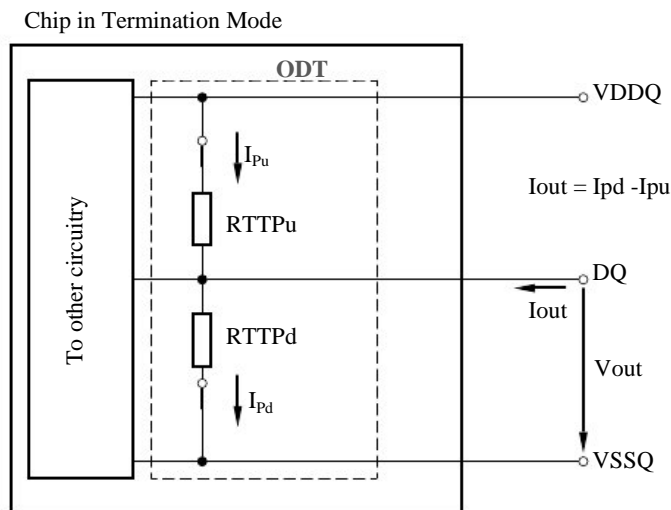 Chip in Termination Mode
ODT
VDDQ
IPu
Iout = Ipd -Ipu
RTTPu
To other circuitry
DQ
Iout
RTTPd
Vout
IPd
VSSQ